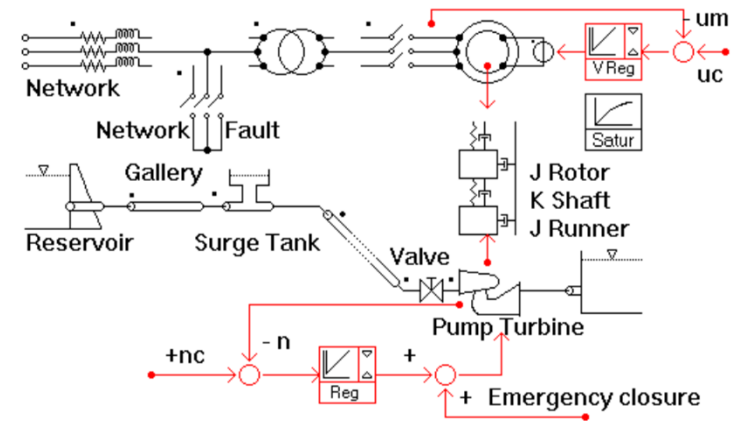 - um
V Reg
uc
Network
Satur
Network Fault
Gallery
J Rotor
K Shaft
J Runner
Reservoir
Surge Tank
Valve
Pump Turbine
- n
+nc
+
Reg
+ Emergency closure